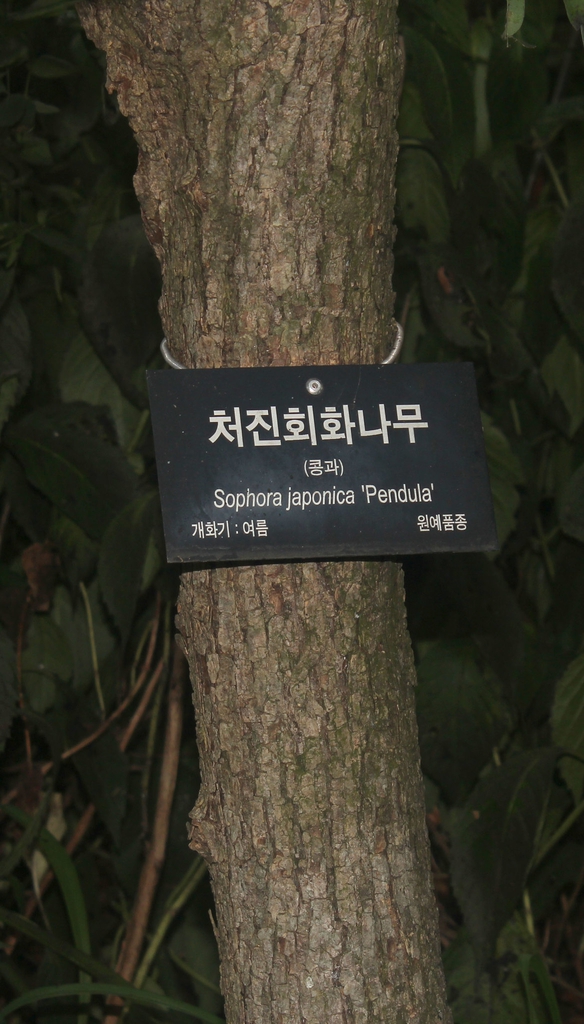 처진회화나무
(콩과)
Sophora japonica 'Pendula'
개화기 : 여름 원예품종